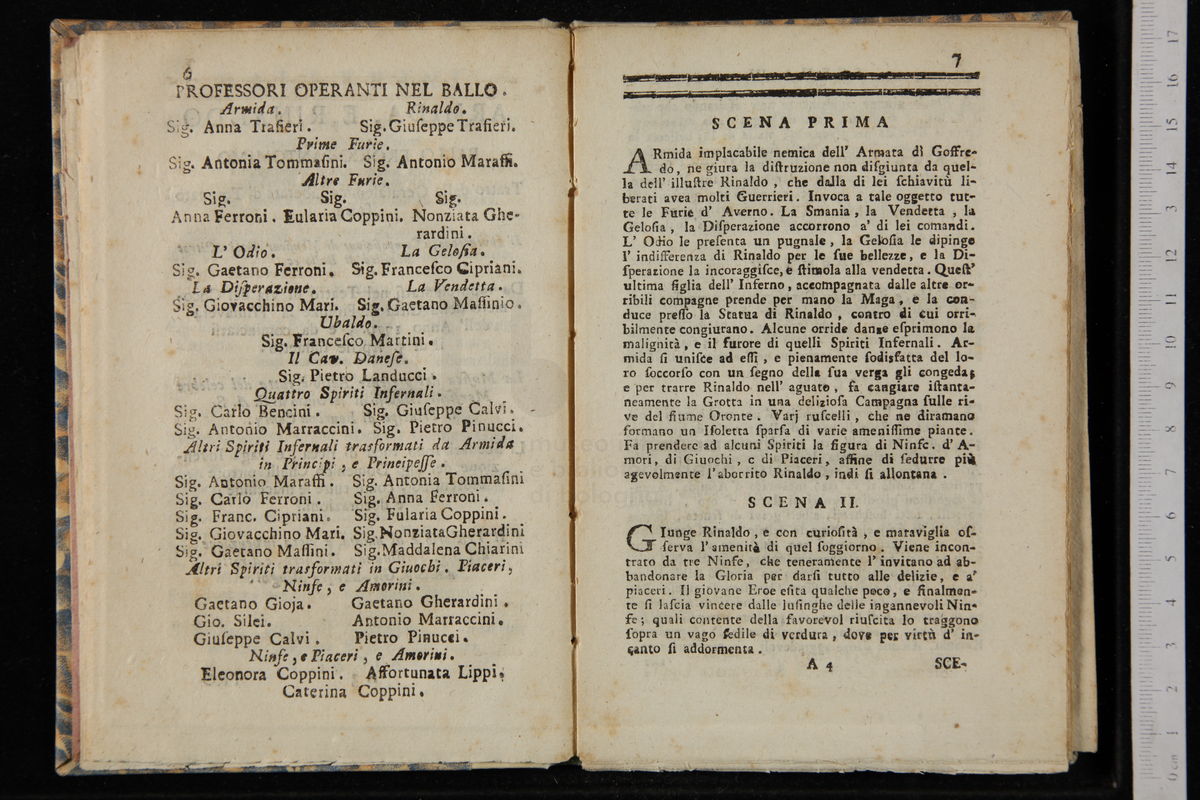 6
PROFESSORI OPERANTI NEL BALLO.
Armida. Rinaldo.
Sig. Anna Trafieri. Sig. Giuſeppe Trafieri.
Prime Furie.
Sig. Antonia Tommaſini. Sig. Antonio Maraffi.
Altre Furie.
Sig. Sig. Sig.
Anna Ferroni. Eularia Coppini. Nonziata Ghe-
rardini.
L' Odio. La Geloſia.
Sig. Gaetano Ferroni. Sig. Franceſco Cipriani.
La Diſperazione. La Vendetta.
Sig. Giovacchino Mari. Sig. Gaetano Maſſinio.
Ubaldo.
Sig. Franceſco Martini.
Il Cav. Daneſe.
Sig. Pietro Landucci.
Quattro Spiriti Infernali.
Sig. Carlo Bencini. Sig. Giuſeppe Calvi.
Sig. Antonio Marraccini. Sig. Pietro Pinucci.
Altri Spiriti Infernali trasformati da Armida
in Principi, e Principeſſe.
Sig. Antonio Maraffi. Sig. Antonia Tommaſini
Sig. Carlo Ferroni. Sig. Anna Ferroni.
Sig. Franc. Cipriani. Sig. Fularia Coppini.
Sig. Giovacchino Mari. Sig. Nonziata Gherardini
Sig. Gaetano Maſſini. Sig. Maddalena Chiarini
Altri Spiriti trasformati in Giuochi. Piaceri,
Ninfe, e Amorini.
Gaetano Gioja. Gaetano Gherardini.
Gio. Silei. Antonio Marraccini.
Giuſeppe Calvi. Pietro Pinucci.
Ninfe, e Piaceri, e Amorini.
Eleonora Coppini. Affortunata Lippi.
Caterina Coppini.
7
SCENA PRIMA
ARmida implacabile nemica dell' Armata di Goffre-
do, ne giura la diſtruzione non diſgiunta da quel-
la dell' illuſtre Rinaldo, che dalla di lei ſchiavitù li-
berati avea molti Guerrieri. Invoca a tale oggetto tut-
te le Furie d' Averno. La Smania, la Vendetta, la
Geloſia, la Diſperazione accorrono a' di lei comandi.
L' Odio le preſenta un pugnale, la Geloſia le dipinge
l' indifferenza di Rinaldo per le ſue bellezze, e la Di-
ſperazione la incoraggiſce, e ſtimola alla vendetta. Queſt'
ultima figlia dell' Inferno, accompagnata dalle altre or-
ribili compagne prende per mano la Maga, e la con-
duce preſſo la Statua di Rinaldo, contro di cui orri-
bilmente congiurano. Alcune orride danze eſprimono la
malignità, e il furore di quelli Spiriti Infernali. Ar-
mida ſi uniſce ad eſſi, e pienamente ſodisfatta del lo-
ro ſoccorſo con un ſegno della ſua verga gli congeda;
e per trarre Rinaldo nell' aguato, fa cangiare iſtanta-
neamente la Grotta in una delizioſa Campagna ſulle ri-
ve del fiume Oronte. Varj ruſcelli, che ne diramano
formano un Iſoletta ſparſa di varie ameniſſime piante.
Fa prendere ad alcuni Spiriti la figura di Ninfe. d' A-
mori, di Giuochi, e di Piaceri, affine di ſedurre più
agevolmente l' aborrito Rinaldo, indi ſi allontana.
SCENA II.
GIunge Rinaldo, e con curioſità, e maraviglia oſ-
ſerva l' amenità di quel ſoggiorno. Viene incon-
trato da tre Ninfe, che teneramente l' invitano ad ab-
bandonare la Gloria per darſi tutto alle delizie, e a'
piaceri. Il giovane Eroe eſita qualche poco, e finalmen-
te ſi laſcia vincere dalle luſinghe delle ingannevoli Nin-
fe; quali contente della favorevol riuſcita lo traggono
ſopra un vago ſedile di verdura, dove per virtù d' in-
canto ſi addormenta.
A 4 SCE-
0 cm 1 2 3 4 5 6 7 8 9 10 11 12 13 14 15 16 17